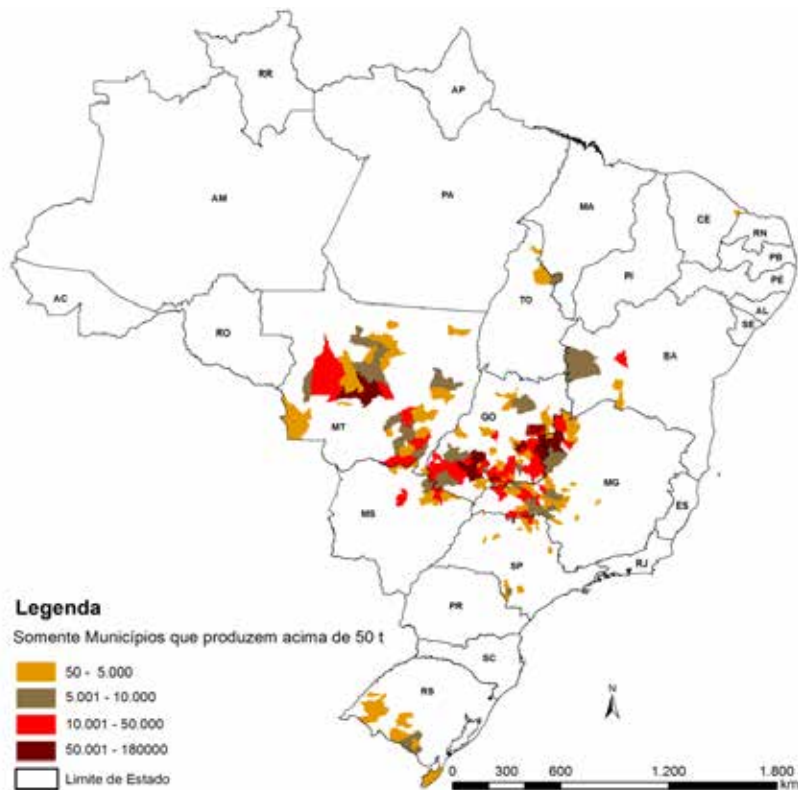 RR
AP
AM
PA
MA
CE
RN
PB
PE
AL
SE
PI
AC
TO
RO
BA
GO
MT
MG
ES
MS
SP
RJ
PR
SC
RS
Legenda
Somente Municípios que produzem acima de 50 t
50 - 5.000
5.001 - 10.000
10.001 - 50.000
50.001 - 180000
Limite de Estado
N
0 300 600 1.200 1.800
km